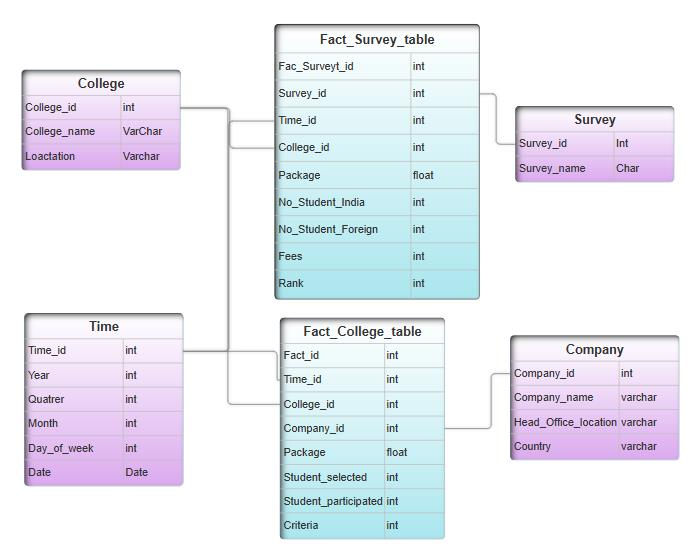 College
College_id int
College_name VarChar
Loactation Varchar
Fact_Survey_table
Fac_Surveyt_id int
Survey_id int
Time_id int
College_id int
Package float
No_Student_India int
No_Student_Foreign int
Fees int
Rank int
Survey
Survey_id Int
Survey_name Char
Time
Time_id int
Year int
Quatrer int
Month int
Day_of_week int
Date Date
Fact_College_table
Fact_id int
Time_id int
College_id int
Company_id int
Package float
Student_selected int
Student_participated int
Criteria int
Company
Company_id int
Company_name varchar
Head_Office_location varchar
Country varchar